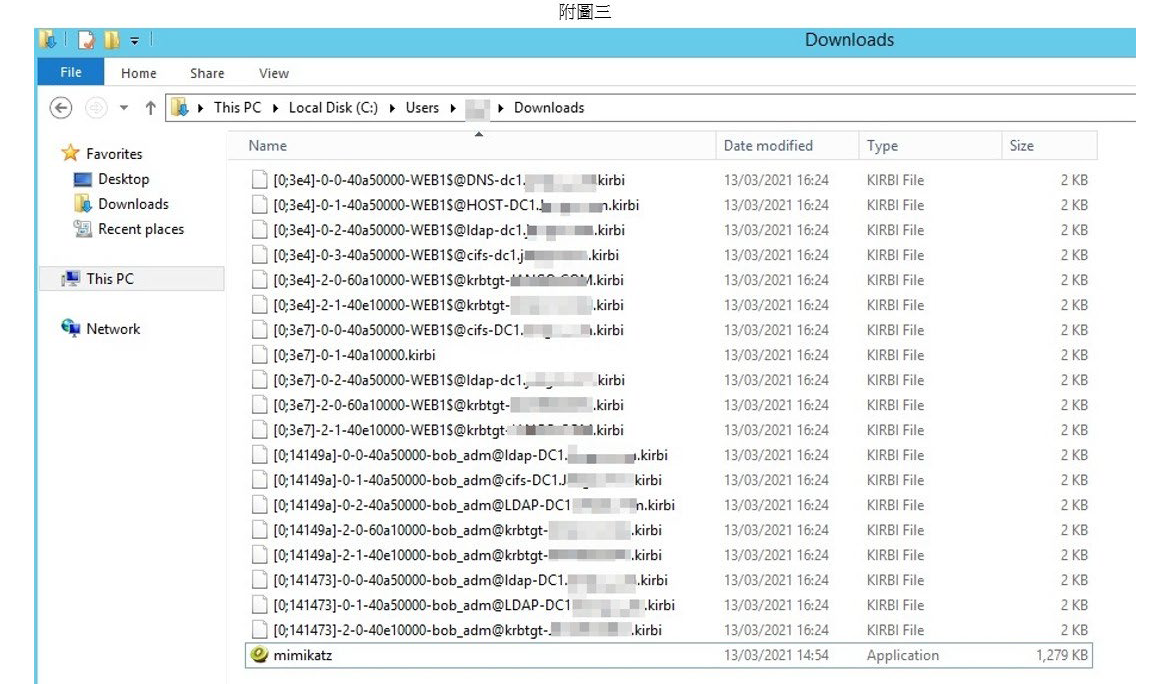 附圖三
Downloads
File Home Share View
This PC Local Disk (C:) Users Downloads
Name Date modified Type Size
Favorites
Desktop
Downloads
Recent places
This PC
Network
[0;3e4]-0-0-40a50000-WEB1$@DNS-dc1. .kirbi 13/03/2021 16:24 KIRBI File 2 KB
[0;3e4]-0-1-40a50000-WEB1$@HOST-DC1. n.kirbi 13/03/2021 16:24 KIRBI File 2 KB
[0;3e4]-0-2-40a50000-WEB1$@ldap-dc1. .kirbi 13/03/2021 16:24 KIRBI File 2 KB
[0;3e4]-0-3-40a50000-WEB1$@cifs-dc1.j .kirbi 13/03/2021 16:24 KIRBI File 2 KB
[0;3e4]-2-0-60a10000-WEB1$@krbtgt- .kirbi 13/03/2021 16:24 KIRBI File 2 KB
[0;3e4]-2-1-40e10000-WEB1$@krbtgt- .kirbi 13/03/2021 16:24 KIRBI File 2 KB
[0;3e7]-0-0-40a50000-WEB1$@cifs-DC1. .kirbi 13/03/2021 16:24 KIRBI File 2 KB
[0;3e7]-0-1-40a10000.kirbi 13/03/2021 16:24 KIRBI File 2 KB
[0;3e7]-0-2-40a50000-WEB1$@ldap-dc1. .kirbi 13/03/2021 16:24 KIRBI File 2 KB
[0;3e7]-2-0-60a10000-WEB1$@krbtgt- .kirbi 13/03/2021 16:24 KIRBI File 2 KB
[0;3e7]-2-1-40e10000-WEB1$@krbtgt- .kirbi 13/03/2021 16:24 KIRBI File 2 KB
[0;14149a]-0-0-40a50000-bob_adm@ldap-DC1. .kirbi 13/03/2021 16:24 KIRBI File 2 KB
[0;14149a]-0-1-40a50000-bob_adm@cifs-DC1.J kirbi 13/03/2021 16:24 KIRBI File 2 KB
[0;14149a]-0-2-40a50000-bob_adm@LDAP-DC1 n.kirbi 13/03/2021 16:24 KIRBI File 2 KB
[0;14149a]-2-0-60a10000-bob_adm@krbtgt- .kirbi 13/03/2021 16:24 KIRBI File 2 KB
[0;14149a]-2-1-40e10000-bob_adm@krbtgt- .kirbi 13/03/2021 16:24 KIRBI File 2 KB
[0;141473]-0-0-40a50000-bob_adm@ldap-DC1. .kirbi 13/03/2021 16:24 KIRBI File 2 KB
[0;141473]-0-1-40a50000-bob_adm@LDAP-DC1 .kirbi 13/03/2021 16:24 KIRBI File 2 KB
[0;141473]-2-0-40e10000-bob_adm@krbtgt- .kirbi 13/03/2021 16:24 KIRBI File 2 KB
mimikatz 13/03/2021 14:54 Application 1,279 KB